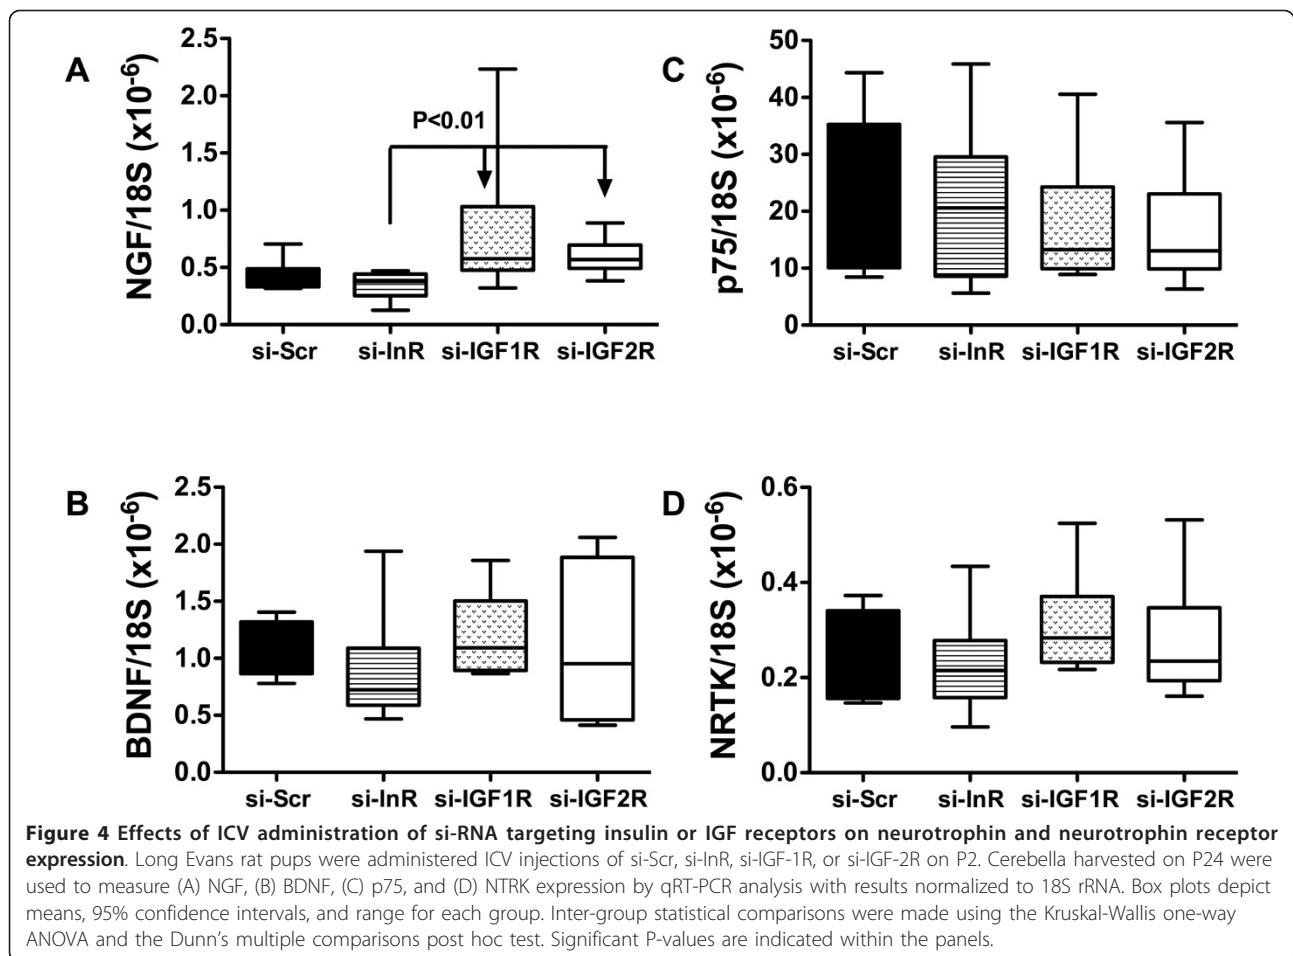 A
NGF/18S (x10-6)
2.5
2.0
1.5
1.0
0.5
0.0
P<0.01
si-Scr si-InR si-IGF1R si-IGF2R
C
p75/18S (x10-6)
50
40
30
20
10
0
si-Scr si-InR si-IGF1R si-IGF2R
B
BDNF/18S (x10-6)
2.5
2.0
1.5
1.0
0.5
0.0
si-Scr si-InR si-IGF1R si-IGF2R
D
NRTK/18S (x10-6)
0.6
0.4
0.2
0.0
si-Scr si-InR si-IGF1R si-IGF2R
Figure 4 Effects of ICV administration of si-RNA targeting insulin or IGF receptors on neurotrophin and neurotrophin receptor
expression. Long Evans rat pups were administered ICV injections of si-Scr, si-InR, si-IGF-1R, or si-IGF-2R on P2. Cerebella harvested on P24 were
used to measure (A) NGF, (B) BDNF, (C) p75, and (D) NTRK expression by qRT-PCR analysis with results normalized to 18S rRNA. Box plots depict
means, 95% confidence intervals, and range for each group. Inter-group statistical comparisons were made using the Kruskal-Wallis one-way
ANOVA and the Dunn's multiple comparisons post hoc test. Significant P-values are indicated within the panels.